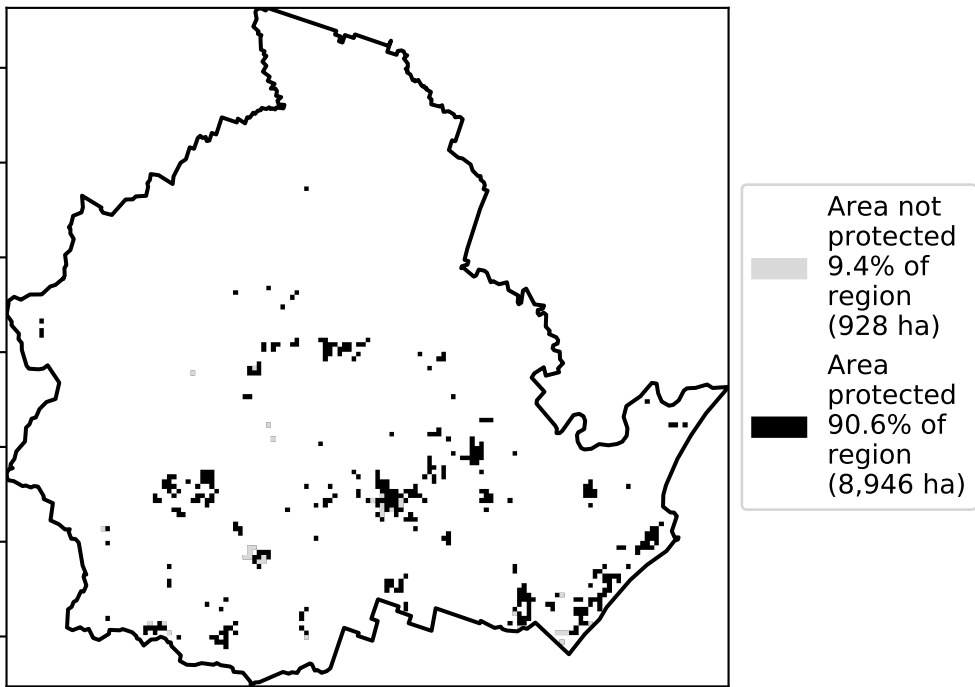 Area not
protected
9.4% of
region
(928 ha)
Area
protected
90.6% of
region
(8,946 ha)